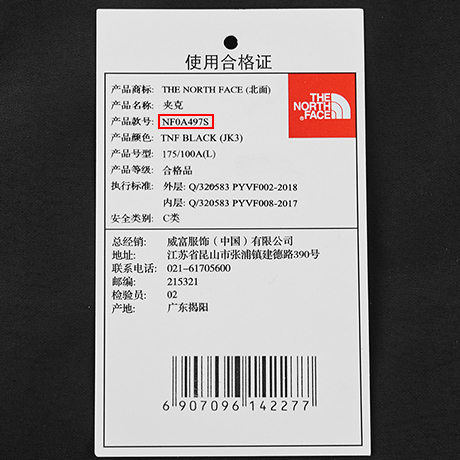 使用合格证
产品商标: THE NORTH FACE (北面)
产品名称: 夹克
产品款号: NF0A497S
产品颜色: TNF BLACK (JK3)
产品号型: 175/100A(L)
产品等级: 合格品
执行标准: 外层: Q/320583 PYVF002-2018
内层: Q/320583 PYVF008-2017
安全类别: C类
THE
NORTH
FACE
总经销: 威富服饰（中国）有限公司
地址: 江苏省昆山市张浦镇建德路390号
联系电话: 021-61705600
邮编: 215321
检验员: 02
产地: 广东揭阳
6 907096 142277